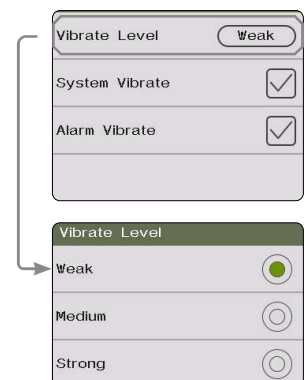 Vibrate Level Weak
System Vibrate
Alarm Vibrate
Vibrate Level
Weak
Medium
Strong